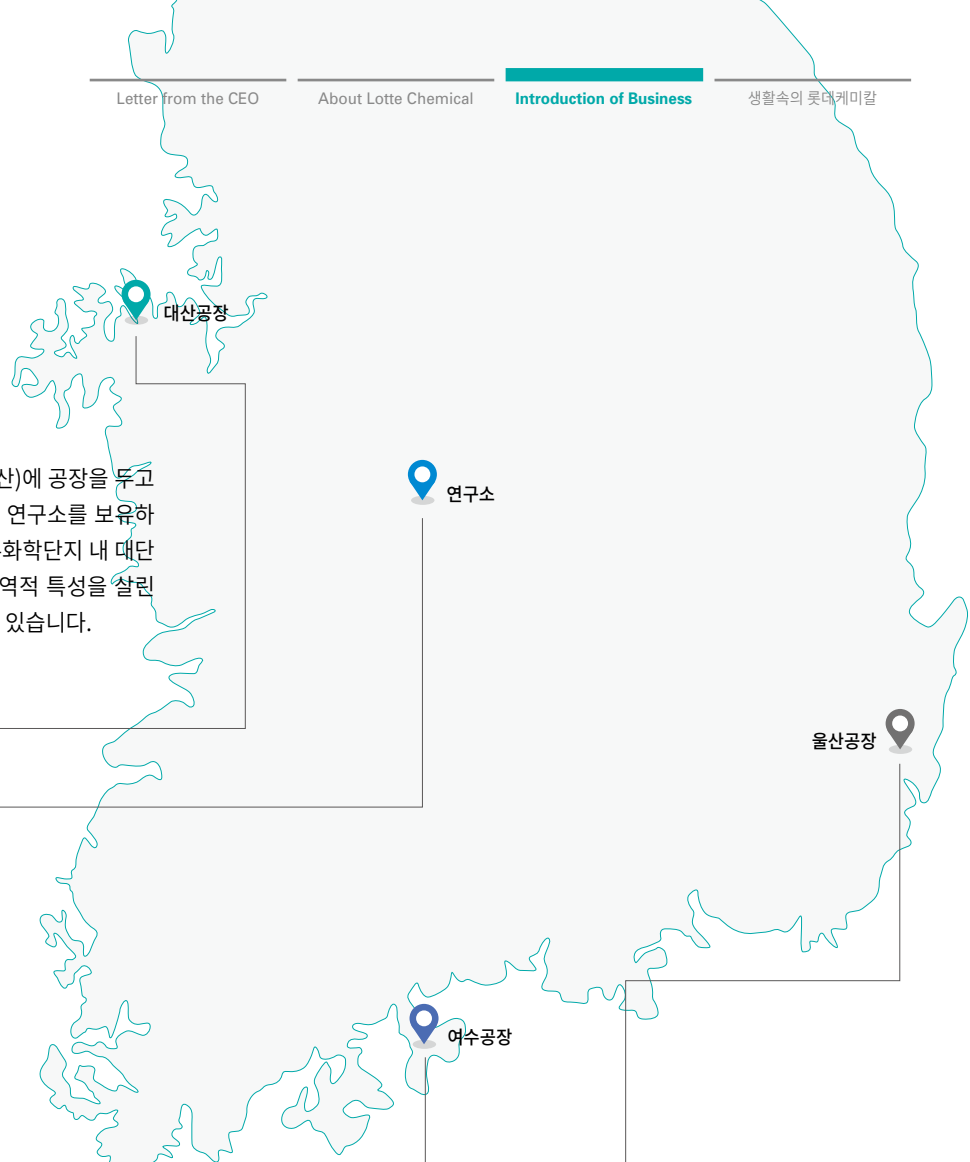 Letter from the CEO
About Lotte Chemical
Introduction of Business
생활속의 롯데케미칼
대산공장
산)에 공장을 두고
연구소를 보유하
화학단지 내 대단
역적 특성을 살린
있습니다.
연구소
울산공장
여수공장